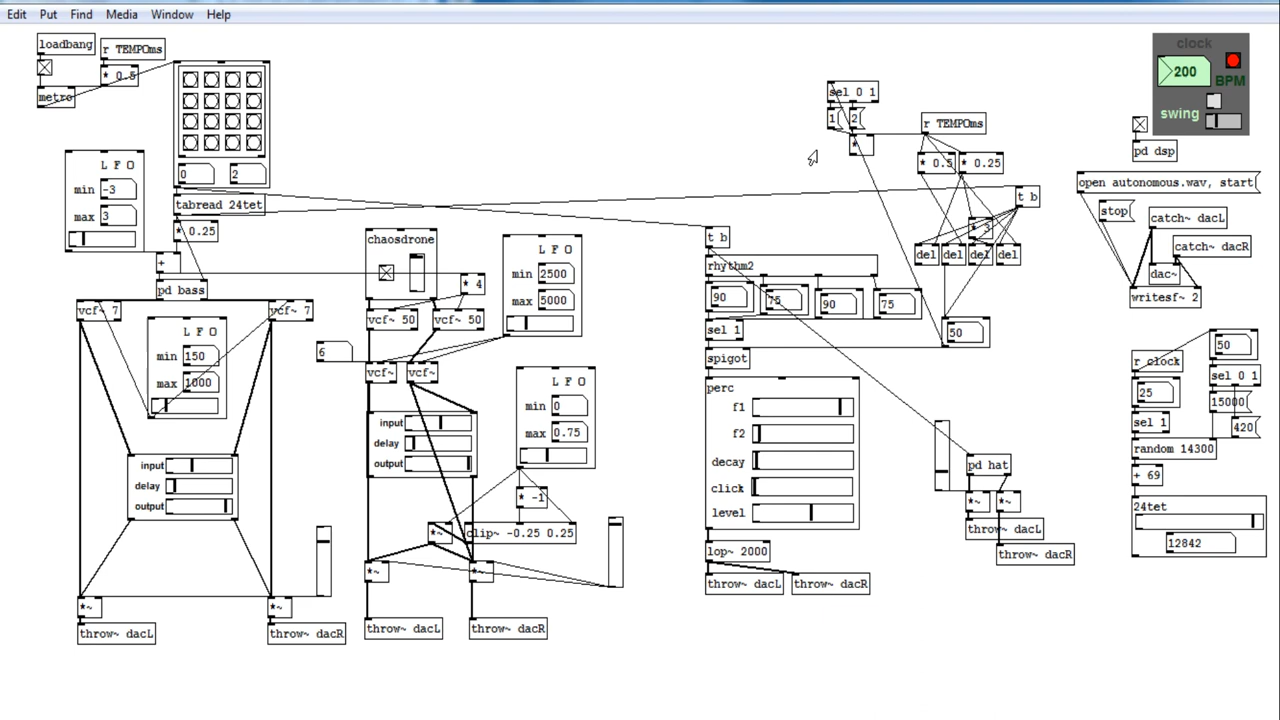 Edit Put Find Media Window Help
loadbang
r TEMPOms
* 0.5
metro
0
2
L F O
min -3
max 3
tabread 24tet
* 0.25
+
pd bass
vcf~ 7
vcf~ 7
L F O
min 150
max 1000
input
delay
output
*~
*~
throw~ dacL
throw~ dacR
chaosdrone
* 4
vcf~ 50
vcf~ 50
6
vcf~
vcf~
input
delay
output
L F O
min 2500
max 5000
L F O
min 0
max 0.75
* -1
*~
clip~ -0.25 0.25
*~
*~
throw~ dacL
throw~ dacR
sel 0 1
1
2
*
r TEMPOms
* 0.5
* 0.25
t b
* 3
del
del
del
del
50
t b
rhythm2
90
75
90
75
sel 1
spigot
perc
f1
f2
decay
click
level
lop~ 2000
throw~ dacL
throw~ dacR
pd hat
*~
*~
throw~ dacL
throw~ dacR
clock
200
BPM
swing
pd dsp
open autonomous.wav, start
stop
catch~ dacL
catch~ dacR
dac~
writesf~ 2
r clock
50
25
sel 0 1
15000
sel 1
420
random 14300
+ 69
24tet
12842